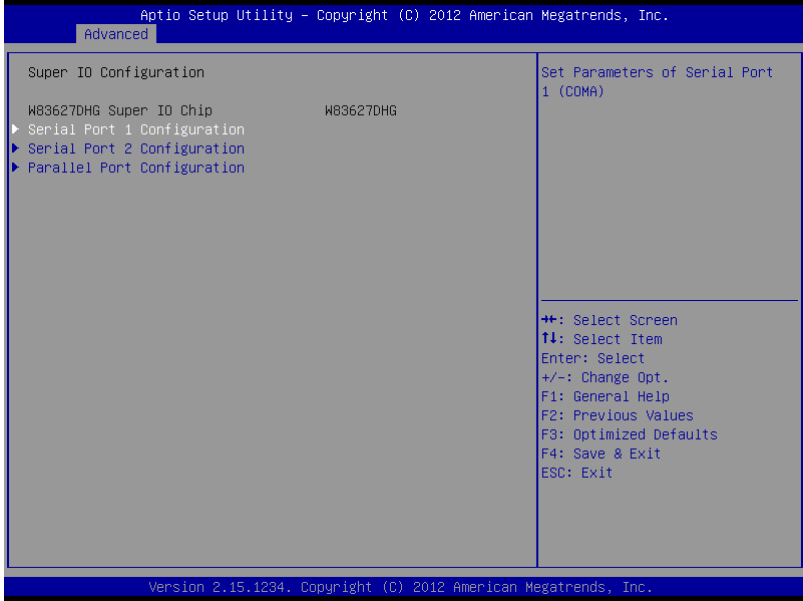 Aptio Setup Utility – Copyright (C) 2012 American Megatrends, Inc.
Advanced
Super IO Configuration
W83627DHG Super IO Chip W83627DHG
▶ Serial Port 1 Configuration
▶ Serial Port 2 Configuration
▶ Parallel Port Configuration
Set Parameters of Serial Port
1 (COMA)
→←: Select Screen
↑↓: Select Item
Enter: Select
+/-: Change Opt.
F1: General Help
F2: Previous Values
F3: Optimized Defaults
F4: Save & Exit
ESC: Exit
Version 2.15.1234. Copyright (C) 2012 American Megatrends, Inc.